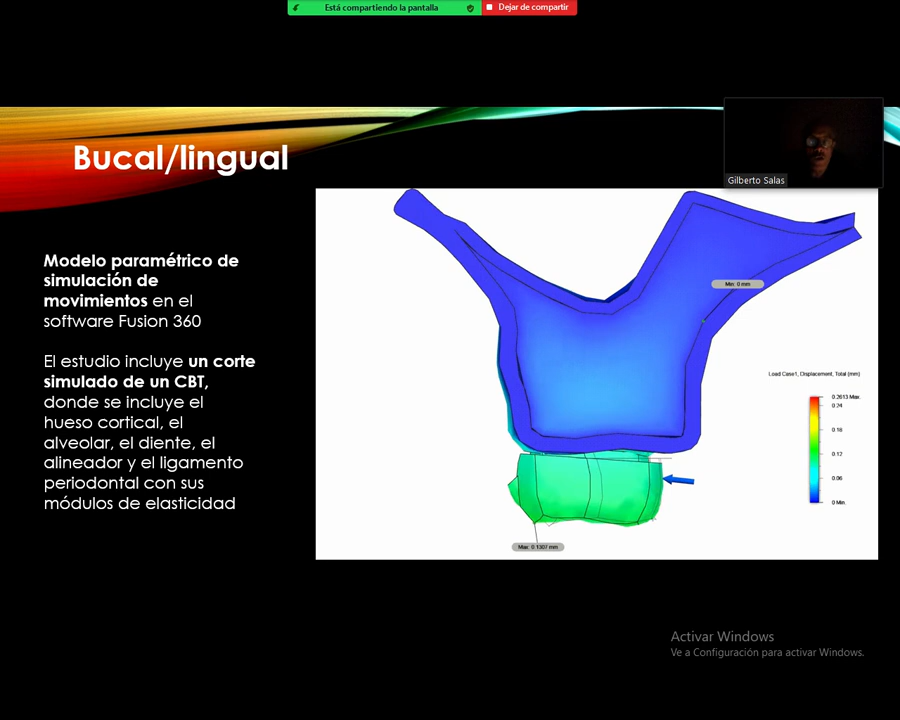 Está compartiendo la pantalla
Dejar de compartir
Bucal/lingual
Gilberto Salas
Modelo paramétrico de
simulación de
movimientos en el
software Fusion 360
El estudio incluye un corte
simulado de un CBT,
donde se incluye el
hueso cortical, el
alveolar, el diente, el
alineador y el ligamento
periodontal con sus
módulos de elasticidad
Min: 0 mm
Load Case1, Displacement, Total (mm)
0.2613 Max.
0.24
0.18
0.12
0.06
0 Min.
Max: 0.1307 mm
Activar Windows
Ve a Configuración para activar Windows.